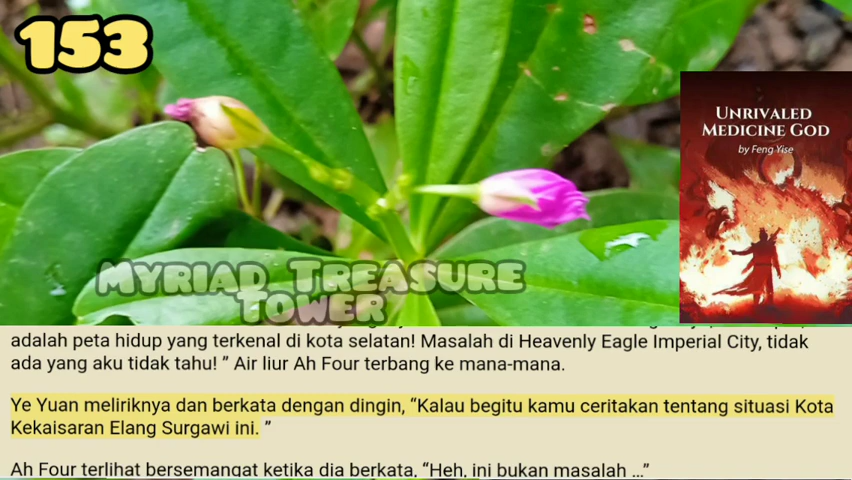 153
UNRIVALED
MEDICINE GOD
by Feng Yise
MYRIAD TREASURE
TOWER
adalah peta hidup yang terkenal di kota selatan! Masalah di Heavenly Eagle Imperial City, tidak
ada yang aku tidak tahu! ” Air liur Ah Four terbang ke mana-mana.
Ye Yuan meliriknya dan berkata dengan dingin, “Kalau begitu kamu ceritakan tentang situasi Kota
Kekaisaran Elang Surgawi ini. ”
Ah Four terlihat bersemangat ketika dia berkata, “Heh, ini bukan masalah ...”